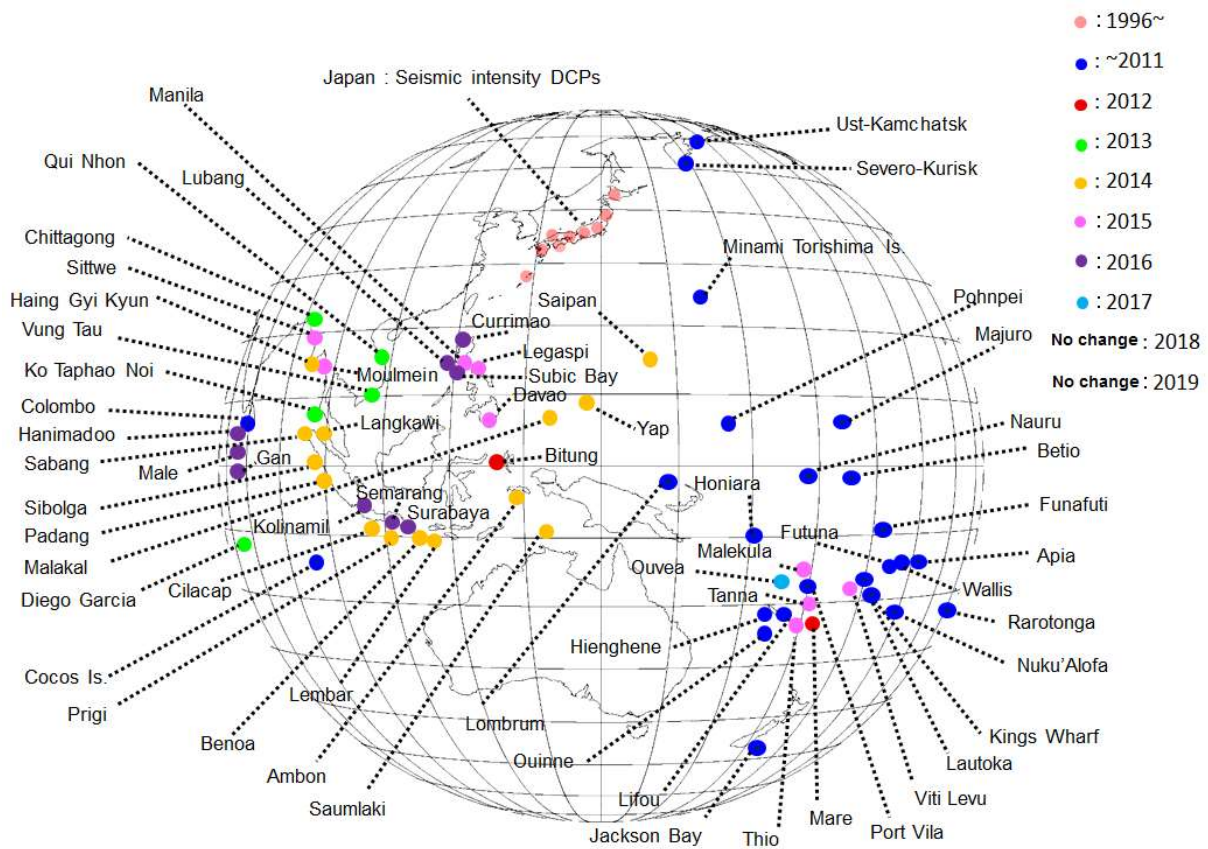 : 1996~
: ~2011
: 2012
: 2013
: 2014
: 2015
: 2016
: 2017
No change : 2018
No change : 2019
Japan : Seismic intensity DCPs
Manila
Qui Nhon
Lubang
Chittagong
Sittwe
Haing Gyi Kyun
Vung Tau
Ko Taphao Noi
Colombo
Hanimadoo
Sabang
Male
Gan
Sibolga
Padang
Malakal
Diego Garcia
Cocos Is.
Prigi
Cilacap
Kolinamil
Semarang
Surabaya
Langkawi
Moulmein
Currimao
Legaspi
Subic Bay
Davao
Saipan
Yap
Bitung
Ust-Kamchatsk
Severo-Kurisk
Minami Torishima Is.
Pohnpei
Majuro
Nauru
Betio
Funafuti
Apia
Honiara
Futuna
Malekula
Ouvea
Tanna
Wallis
Rarotonga
Hienghene
Nuku'Alofa
Kings Wharf
Lautoka
Viti Levu
Port Vila
Mare
Thio
Jackson Bay
Lifou
Ouinne
Lombrum
Lembar
Benoa
Ambon
Saumlaki